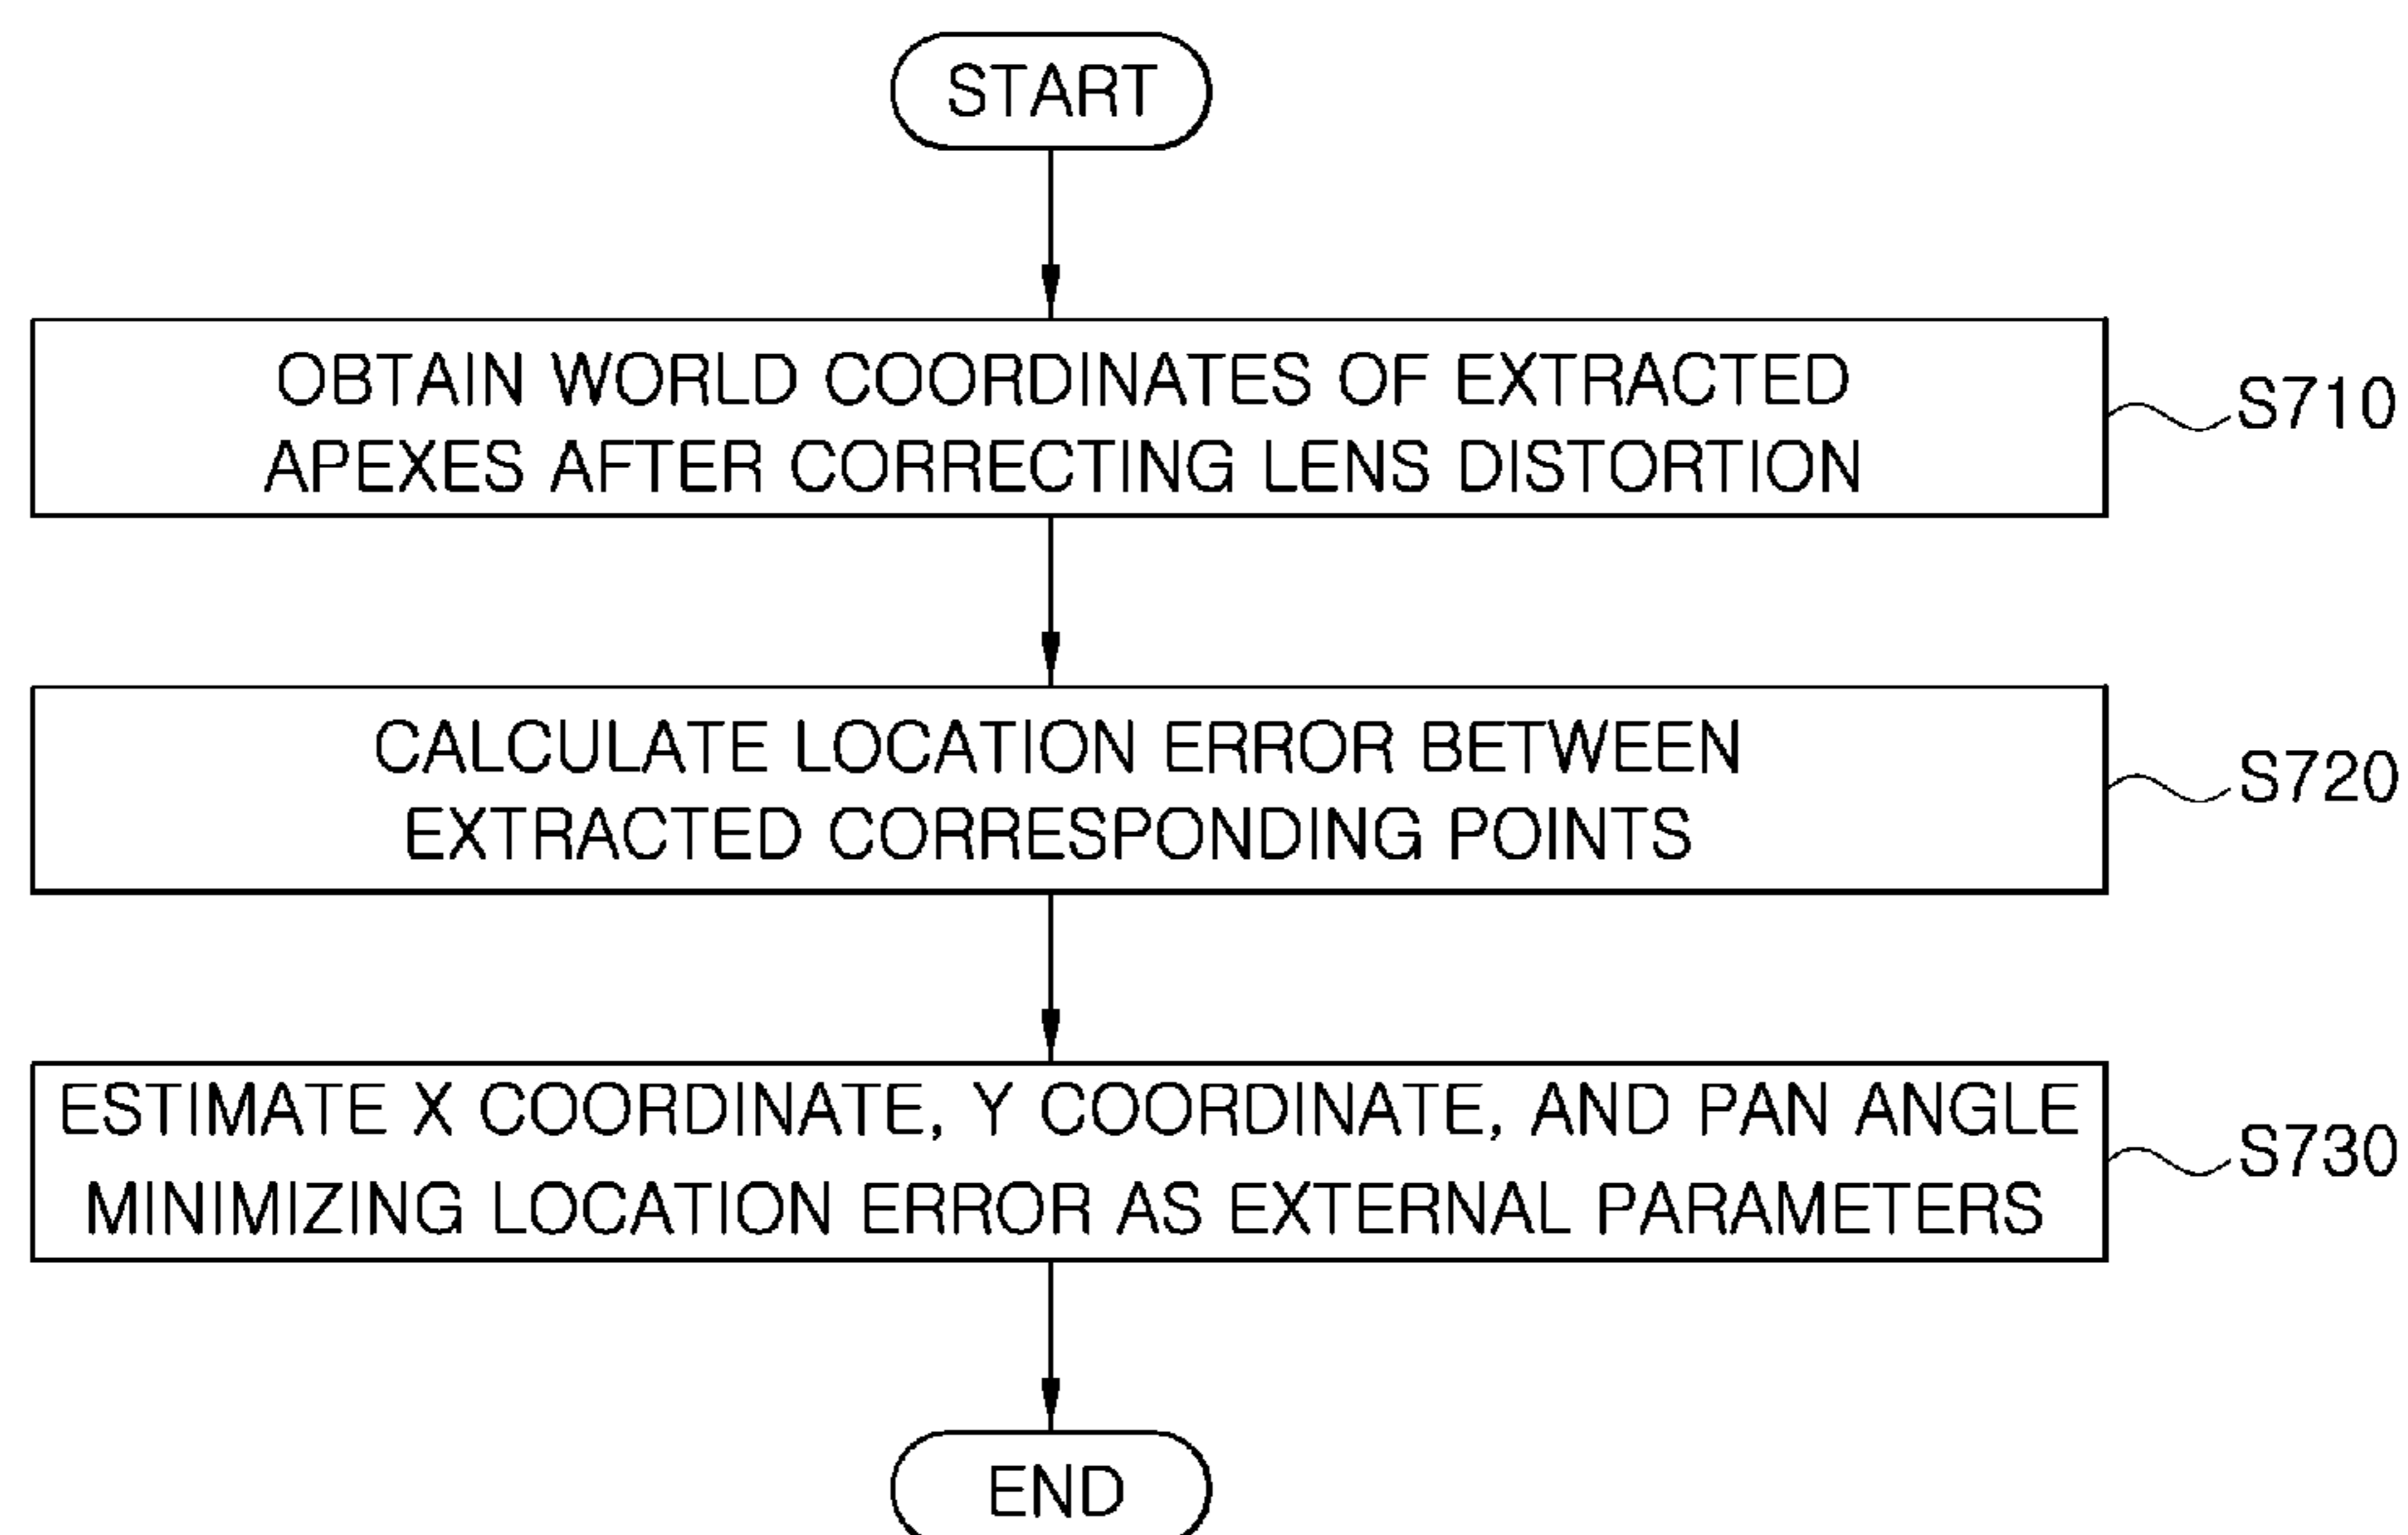 START
OBTAIN WORLD COORDINATES OF EXTRACTED
APEXES AFTER CORRECTING LENS DISTORTION
S710
CALCULATE LOCATION ERROR BETWEEN
EXTRACTED CORRESPONDING POINTS
S720
ESTIMATE X COORDINATE, Y COORDINATE, AND PAN ANGLE
MINIMIZING LOCATION ERROR AS EXTERNAL PARAMETERS
S730
END